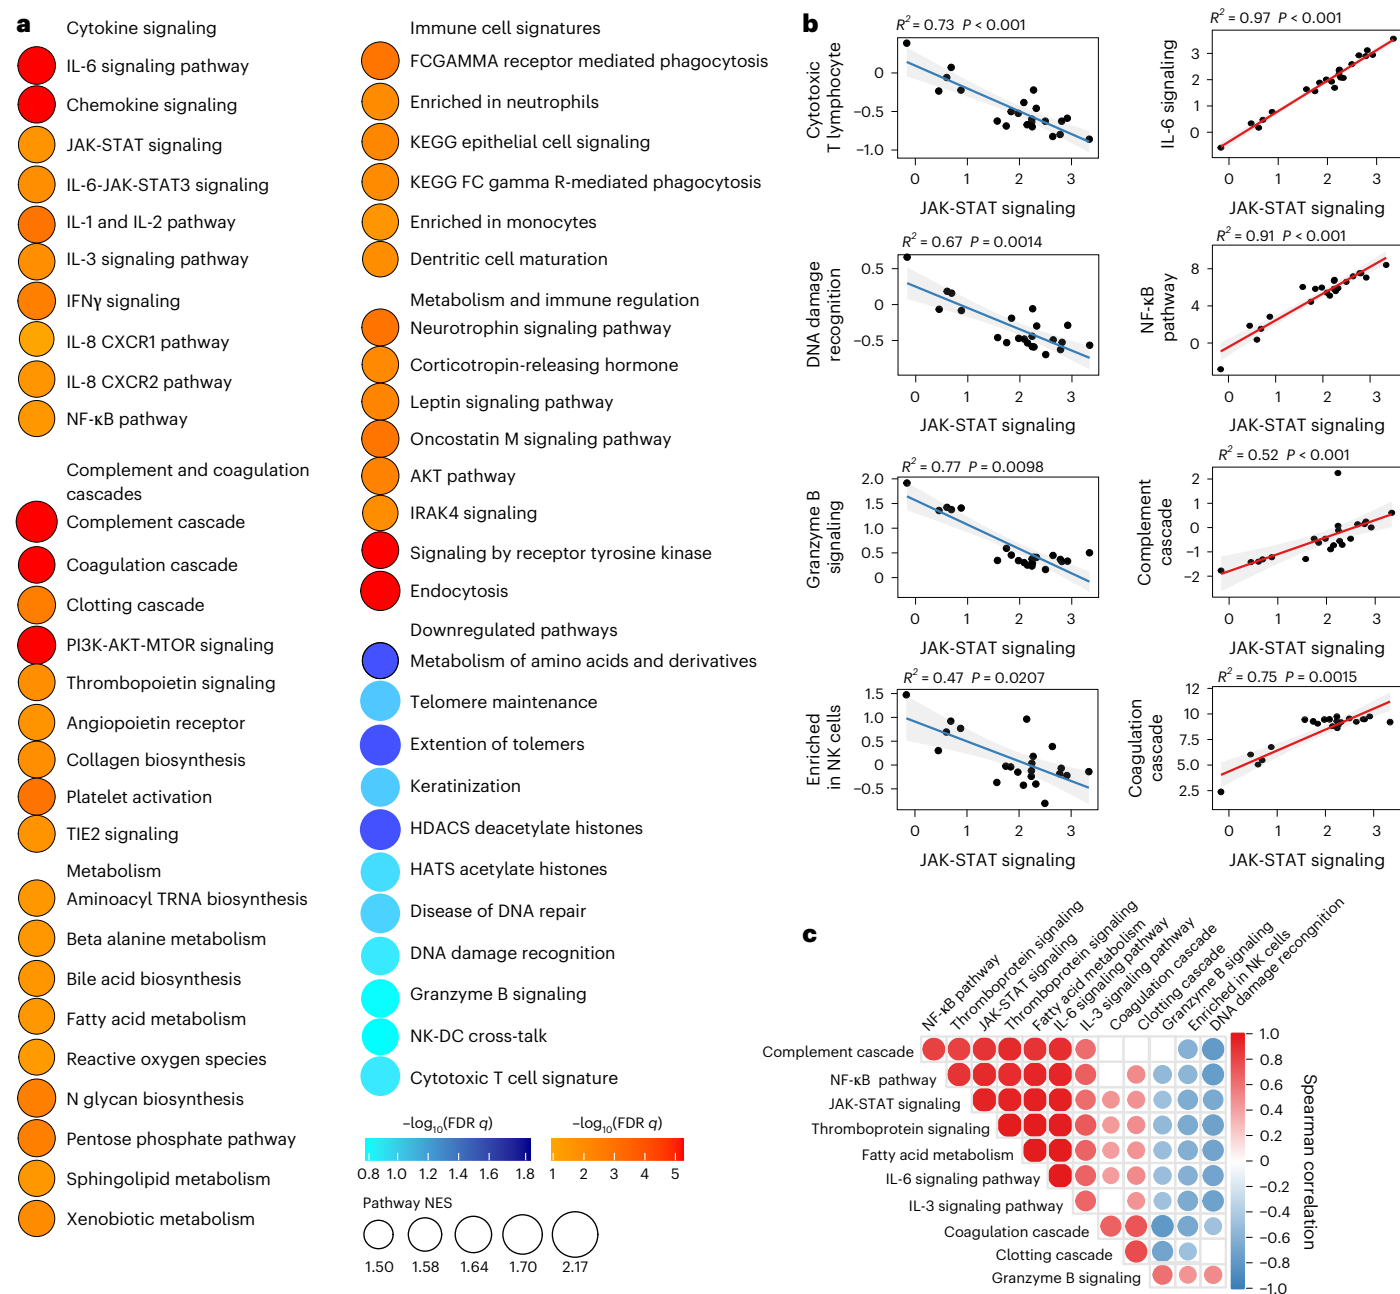 a
Cytokine signaling
IL-6 signaling pathway
Chemokine signaling
JAK-STAT signaling
IL-6-JAK-STAT3 signaling
IL-1 and IL-2 pathway
IL-3 signaling pathway
IFNγ signaling
IL-8 CXCR1 pathway
IL-8 CXCR2 pathway
NF-κB pathway
Complement and coagulation
cascades
Complement cascade
Coagulation cascade
Clotting cascade
PI3K-AKT-MTOR signaling
Thrombopoietin signaling
Angiopoietin receptor
Collagen biosynthesis
Platelet activation
TIE2 signaling
Metabolism
Aminoacyl TRNA biosynthesis
Beta alanine metabolism
Bile acid biosynthesis
Fatty acid metabolism
Reactive oxygen species
N glycan biosynthesis
Pentose phosphate pathway
Sphingolipid metabolism
Xenobiotic metabolism
Immune cell signatures
FCGAMMA receptor mediated phagocytosis
Enriched in neutrophils
KEGG epithelial cell signaling
KEGG FC gamma R-mediated phagocytosis
Enriched in monocytes
Dentritic cell maturation
Metabolism and immune regulation
Neurotrophin signaling pathway
Corticotropin-releasing hormone
Leptin signaling pathway
Oncostatin M signaling pathway
AKT pathway
IRAK4 signaling
Signaling by receptor tyrosine kinase
Endocytosis
Downregulated pathways
Metabolism of amino acids and derivatives
Telomere maintenance
Extention of tolemers
Keratinization
HDACS deacetylate histones
HATS acetylate histones
Disease of DNA repair
DNA damage recognition
Granzyme B signaling
NK-DC cross-talk
Cytotoxic T cell signature
−log10(FDR q) −log10(FDR q)
0.8 1.0 1.2 1.4 1.6 1.8 1 2 3 4 5
Pathway NES
1.50 1.58 1.64 1.70 2.17
b
R2 = 0.73 P < 0.001
Cytotoxic
T lymphocyte
0
−0.5
−1.0
0 1 2 3
JAK-STAT signaling
R2 = 0.97 P < 0.001
IL-6 signaling
3
2
1
0
0 1 2 3
JAK-STAT signaling
R2 = 0.67 P = 0.0014
DNA damage
recognition
0.5
0
−0.5
0 1 2 3
JAK-STAT signaling
R2 = 0.91 P < 0.001
NF-κB
pathway
8
4
0
0 1 2 3
JAK-STAT signaling
R2 = 0.77 P = 0.0098
Granzyme B
signaling
2.0
1.5
1.0
0.5
0
0 1 2 3
JAK-STAT signaling
R2 = 0.52 P < 0.001
Complement
cascade
2
1
0
−1
−2
0 1 2 3
JAK-STAT signaling
R2 = 0.47 P = 0.0207
Enriched
in NK cells
1.5
1.0
0.5
0
−0.5
0 1 2 3
JAK-STAT signaling
R2 = 0.75 P = 0.0015
Coagulation
cascade
12
10
7.5
5.0
2.5
0 1 2 3
JAK-STAT signaling
c
NF-κB pathway
Thromboprotein signaling
JAK-STAT signaling
Thromboprotein signaling
Fatty acid metabolism
IL-6 signaling pathway
IL-3 signaling pathway
Coagulation cascade
Clotting cascade
Granzyme B signaling
Enriched in NK cells
DNA damage recongnition
Complement cascade
NF-κB pathway
JAK-STAT signaling
Thromboprotein signaling
Fatty acid metabolism
IL-6 signaling pathway
IL-3 signaling pathway
Coagulation cascade
Clotting cascade
Granzyme B signaling
1.0
0.8
0.6
0.4
0.2
0
−0.2
−0.4
−0.6
−0.8
−1.0
Spearman correlation